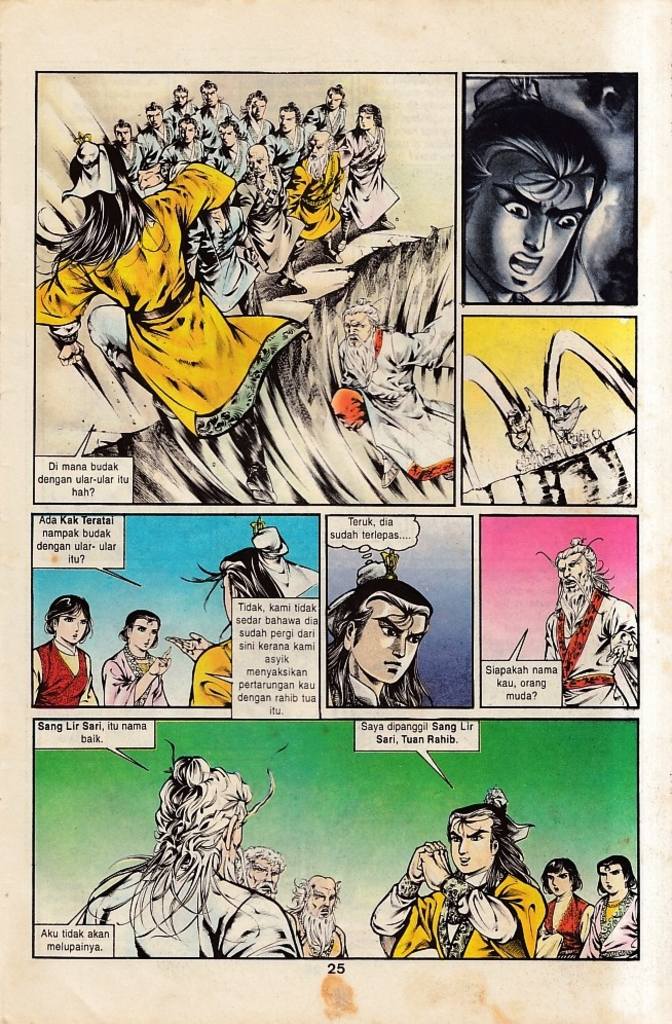 Di mana budak
dengan ular-ular itu
hah?
Ada Kak Teratai
nampak budak
dengan ular- ular
itu?
Tidak, kami tidak
sedar bahawa dia
sudah pergi dari
sini kerana kami
asyik
menyaksikan
pertarungan kau
dengan rahib tua
itu.
Teruk, dia
sudah terlepas....
Siapakah nama
kau, orang
muda?
Sang Lir Sari, itu nama
baik.
Saya dipanggil Sang Lir
Sari, Tuan Rahib.
Aku tidak akan
melupainya.
25